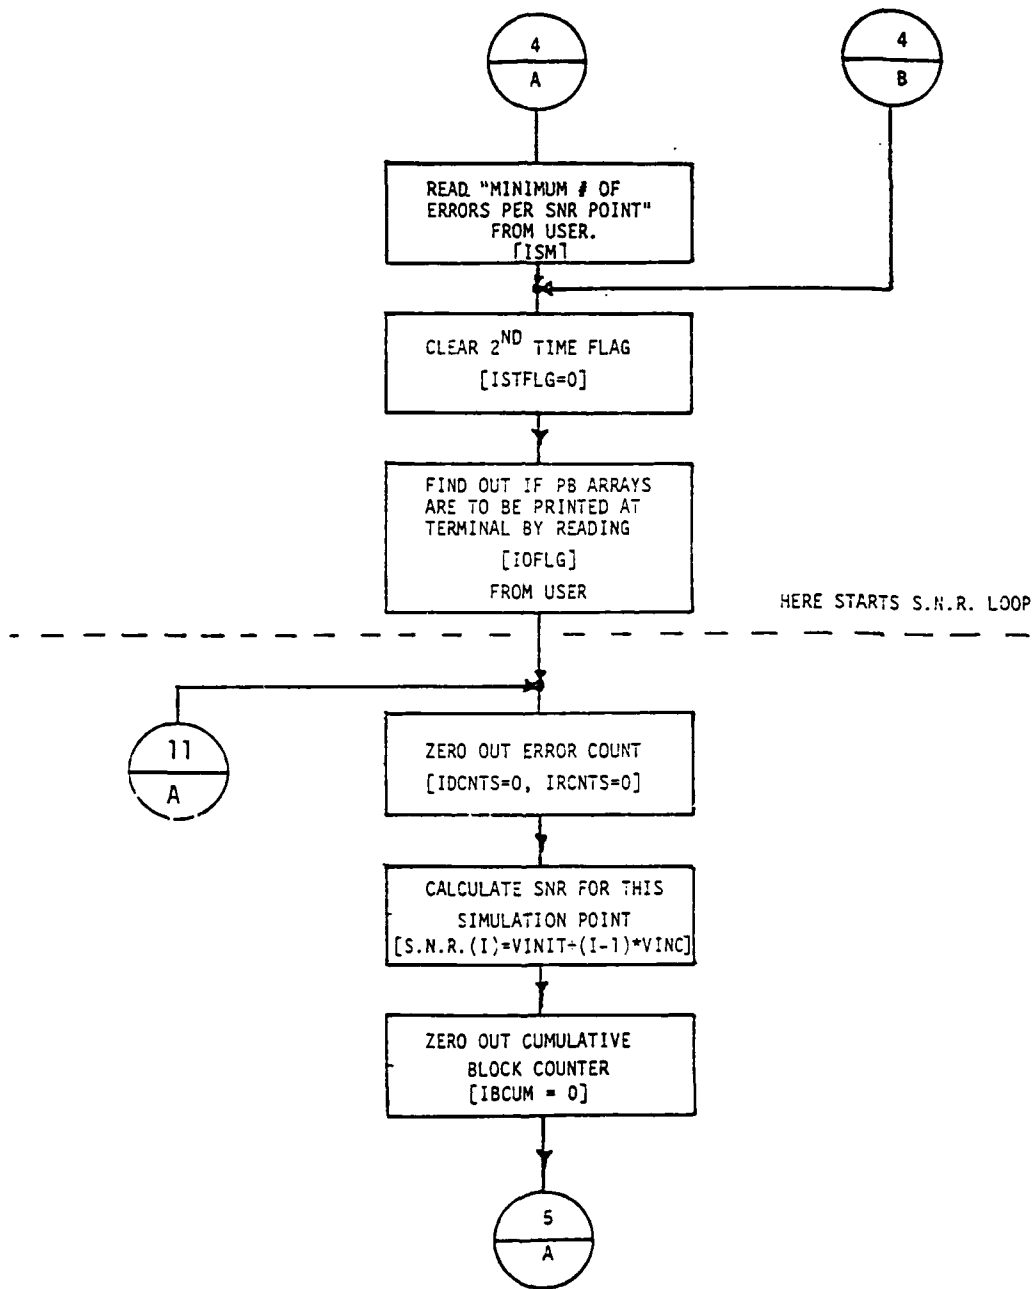 4
A
4
B
READ "MINIMUM # OF
ERRORS PER SNR POINT"
FROM USER.
[ISM]
CLEAR 2ND TIME FLAG
[ISTFLG=0]
FIND OUT IF PB ARRAYS
ARE TO BE PRINTED AT
TERMINAL BY READING
[IOFLG]
FROM USER
HERE STARTS S.N.R. LOOP
11
A
ZERO OUT ERROR COUNT
[IDCNTS=0, IRCNTS=0]
CALCULATE SNR FOR THIS
SIMULATION POINT
[S.N.R.(I)=VINIT+(I-1)*VINC]
ZERO OUT CUMULATIVE
BLOCK COUNTER
[IBCUM = 0]
5
A